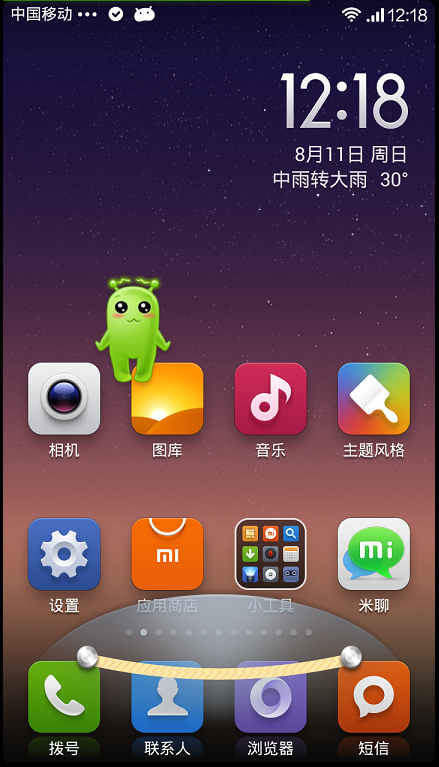 中国移动 ••• 12:18
12:18
8月11日 周日
中雨转大雨 30°
相机 图库 音乐 主题风格
mi
mi
设置 应用商店 小工具 米聊
拨号 联系人 浏览器 短信